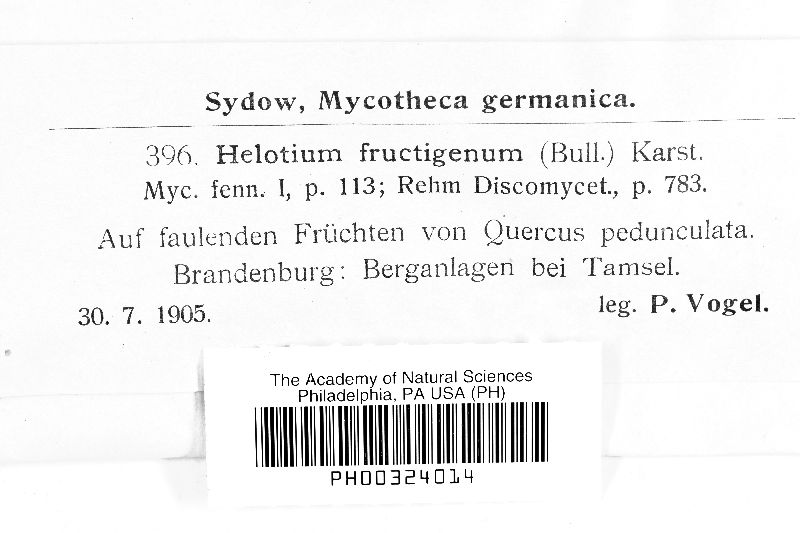 Sydow, Mycotheca germanica.
396. Helotium fructigenum (Bull.) Karst.
Myc. fenn. I, p. 113; Rehm Discomycet., p. 783.
Auf faulenden Früchten von Quercus pedunculata.
Brandenburg: Berganlagen bei Tamsel.
30. 7. 1905. leg. P. Vogel.
The Academy of Natural Sciences
Philadelphia, PA USA (PH)
PH00324014